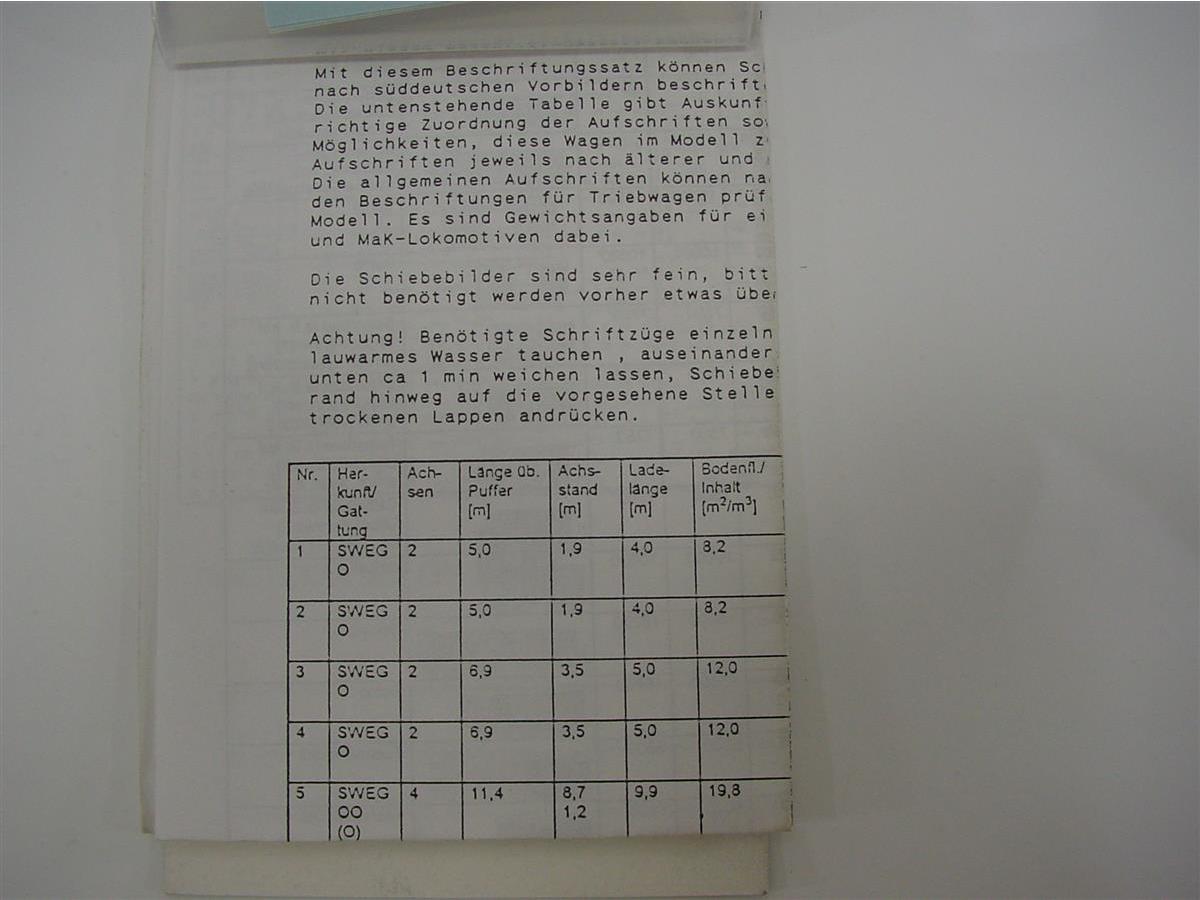 Mit diesem Beschriftungssatz können Sc
nach süddeutschen Vorbildern beschrift
Die untenstehende Tabelle gibt Auskunf
richtige Zuordnung der Aufschriften so
Möglichkeiten, diese Wagen im Modell z
Aufschriften jeweils nach älterer und
Die allgemeinen Aufschriften können na
den Beschriftungen für Triebwagen prüf
Modell. Es sind Gewichtsangaben für ei
und MaK-Lokomotiven dabei.
Die Schiebebilder sind sehr fein, bitt
nicht benötigt werden vorher etwas übe
Achtung! Benötigte Schriftzüge einzeln
lauwarmes Wasser tauchen , auseinander
unten ca 1 min weichen lassen, Schiebe
rand hinweg auf die vorgesehene Stelle
trockenen Lappen andrücken.
Nr. Her- Ach- Länge üb. Achs- Lade- Bodenfl./
kunft/ sen Puffer stand länge Inhalt
Gat- [m] [m] [m] [m²/m³]
tung
1 SWEG 2 5,0 1,9 4,0 8,2
O
2 SWEG 2 5,0 1,9 4,0 8,2
O
3 SWEG 2 6,9 3,5 5,0 12,0
O
4 SWEG 2 6,9 3,5 5,0 12,0
O
5 SWEG 4 11,4 8,7 9,9 19,8
OO 1,2
(O)